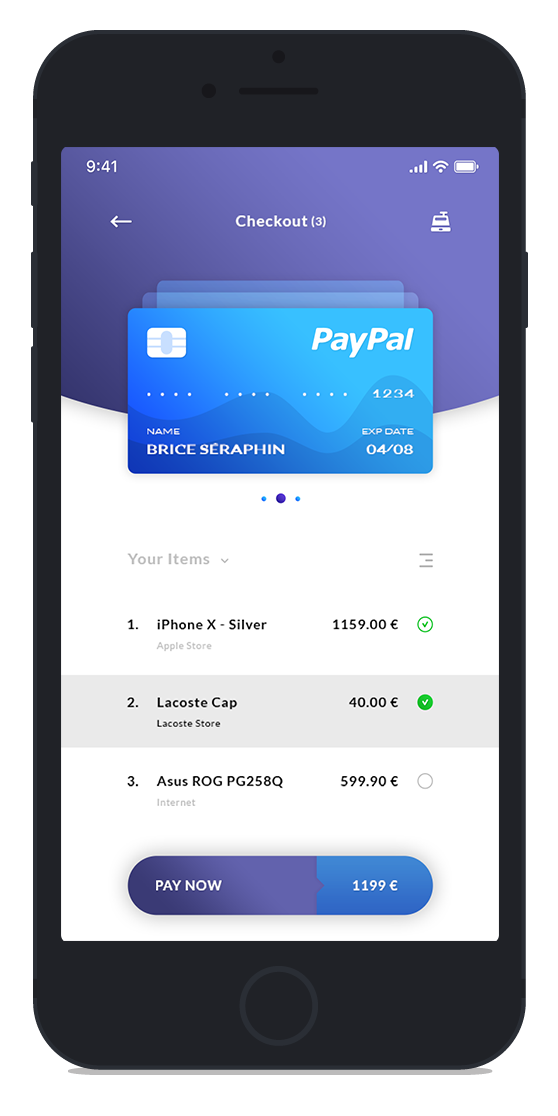 9:41
Checkout (3)
PayPal
1234
NAME
EXP DATE
BRICE SÉRAPHIN
04/08
Your Items
1. iPhone X - Silver 1159.00 €
Apple Store
2. Lacoste Cap 40.00 €
Lacoste Store
3. Asus ROG PG258Q 599.90 €
Internet
PAY NOW 1199 €